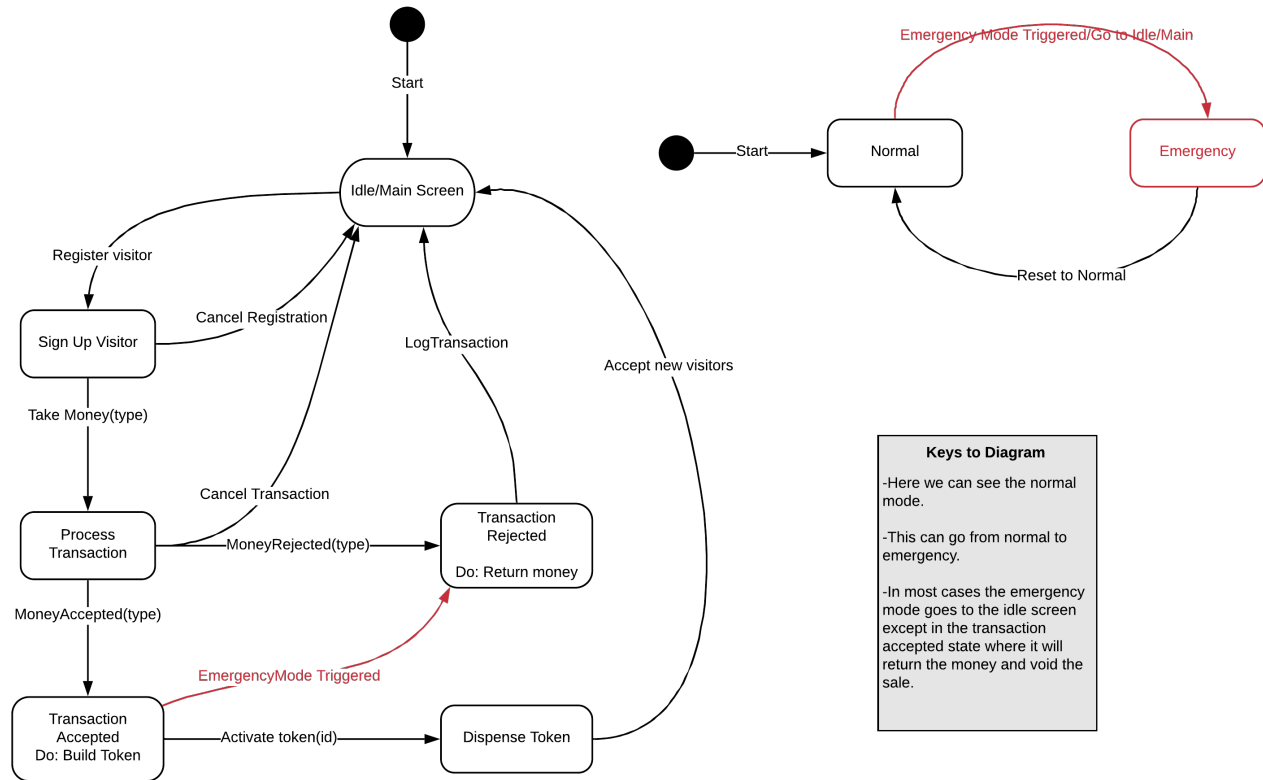 Start
Idle/Main Screen
Register visitor
Sign Up Visitor
Cancel Registration
Take Money(type)
Cancel Transaction
Process
Transaction
MoneyRejected(type)
Transaction
Rejected
Do: Return money
LogTransaction
MoneyAccepted(type)
EmergencyMode Triggered
Transaction
Accepted
Do: Build Token
Activate token(id)
Dispense Token
Accept new visitors
Emergency Mode Triggered/Go to Idle/Main
Start
Normal
Emergency
Reset to Normal
Keys to Diagram
-Here we can see the normal
mode.
-This can go from normal to
emergency.
-In most cases the emergency
mode goes to the idle screen
except in the transaction
accepted state where it will
return the money and void the
sale.